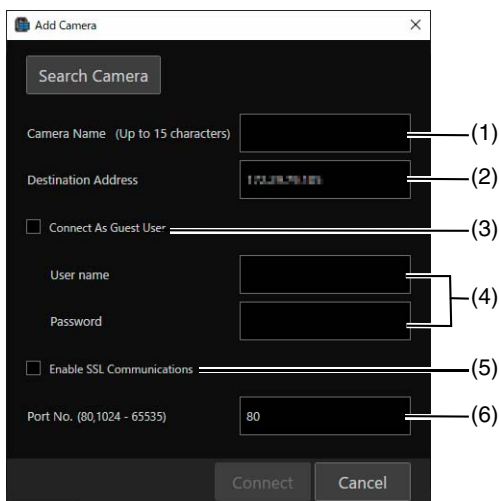 Add Camera
Search Camera
Camera Name (Up to 15 characters)
(1)
Destination Address
(2)
Connect As Guest User
(3)
User name
(4)
Password
Enable SSL Communications
(5)
Port No. (80,1024 - 65535)
80
(6)
Connect
Cancel